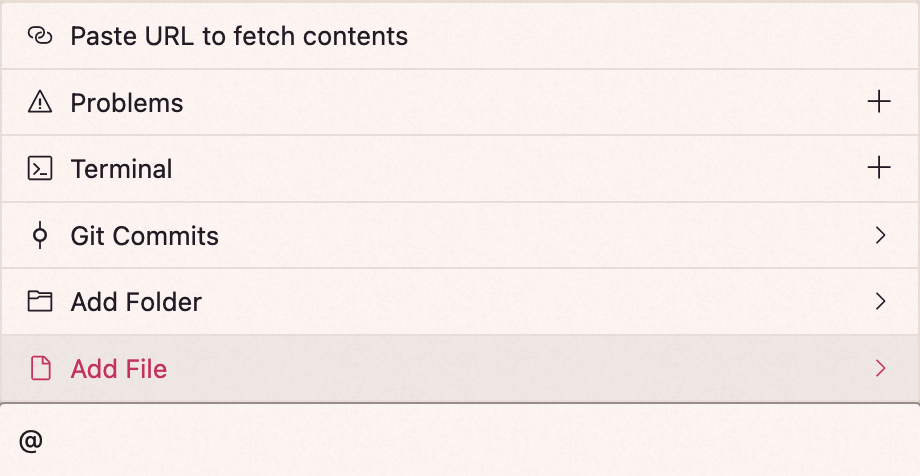 Paste URL to fetch contents
Problems
Terminal
Git Commits
Add Folder
Add File
@